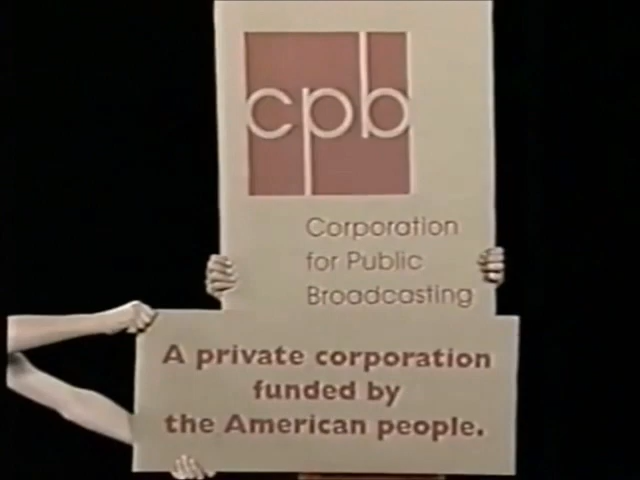 cpb
Corporation
for Public
Broadcasting
A private corporation
funded by
the American people.